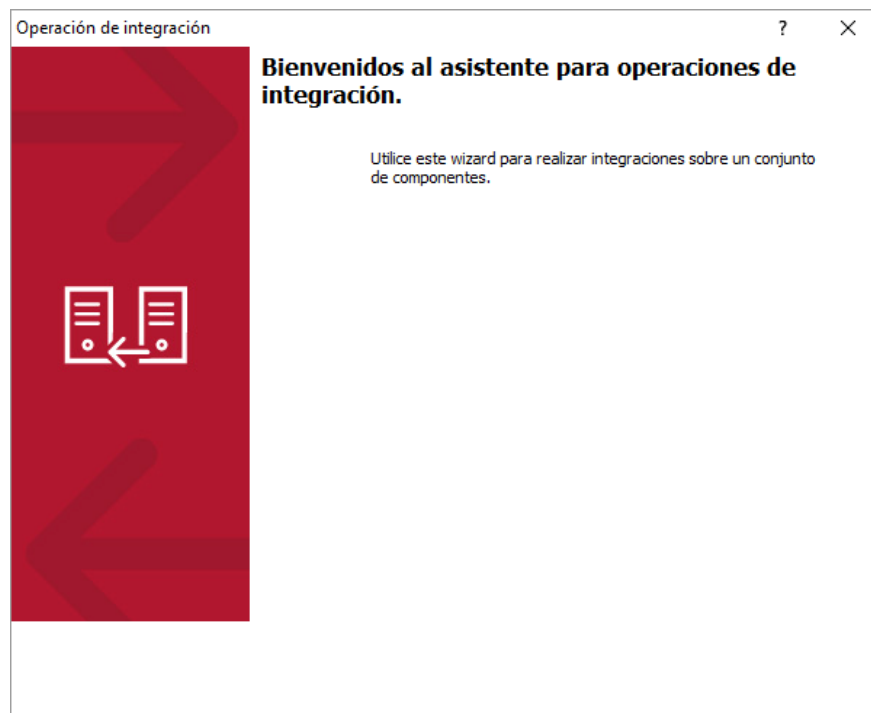 Operación de integración
Bienvenidos al asistente para operaciones de
integración.
Utilice este wizard para realizar integraciones sobre un conjunto
de componentes.